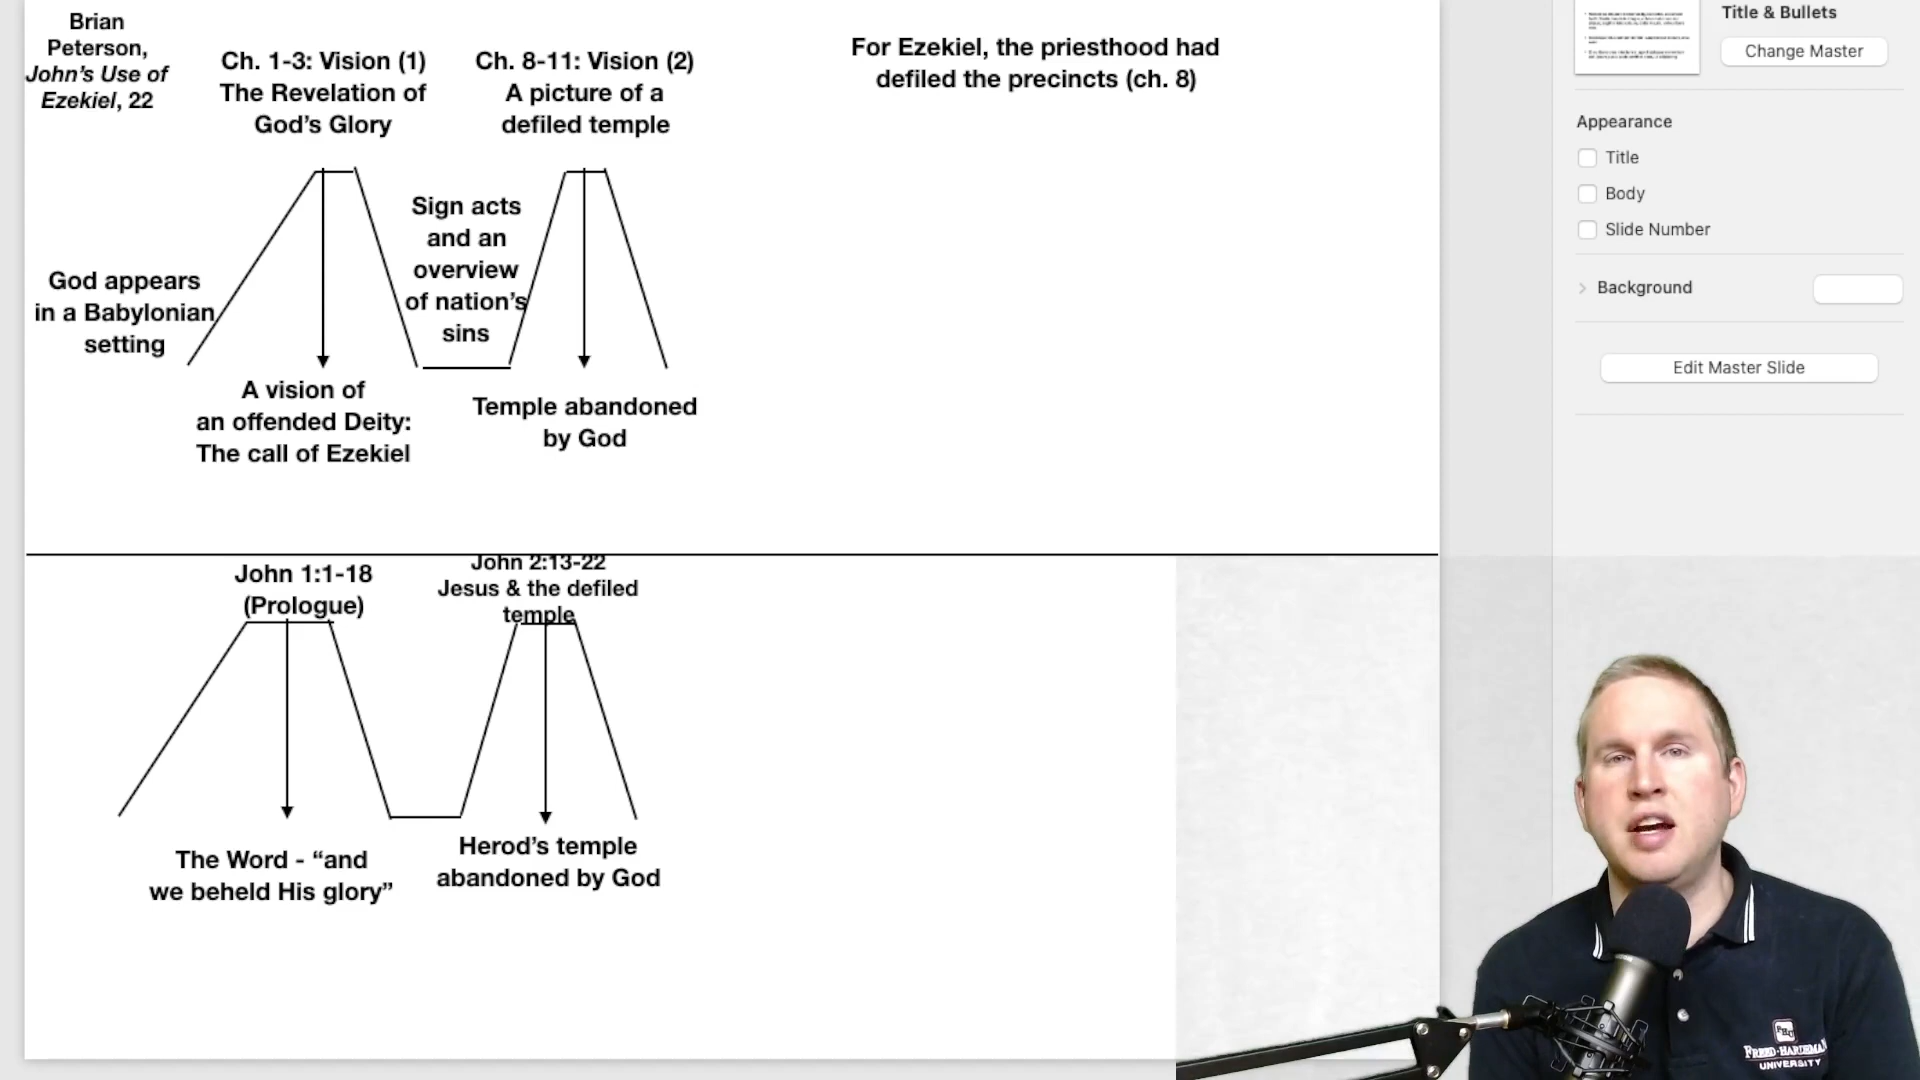 Brian
Peterson,
John's Use of
Ezekiel, 22
Ch. 1-3: Vision (1)
The Revelation of
God's Glory
Ch. 8-11: Vision (2)
A picture of a
defiled temple
For Ezekiel, the priesthood had
defiled the precincts (ch. 8)
Sign acts
and an
overview
of nation's
sins
God appears
in a Babylonian
setting
A vision of
an offended Deity:
The call of Ezekiel
Temple abandoned
by God
John 1:1-18
(Prologue)
John 2:13-22
Jesus & the defiled
temple
The Word - “and
we beheld His glory”
Herod’s temple
abandoned by God
Title & Bullets
Change Master
Appearance
Title
Body
Slide Number
Background
Edit Master Slide
FREED-HARDEMAN
UNIVERSITY